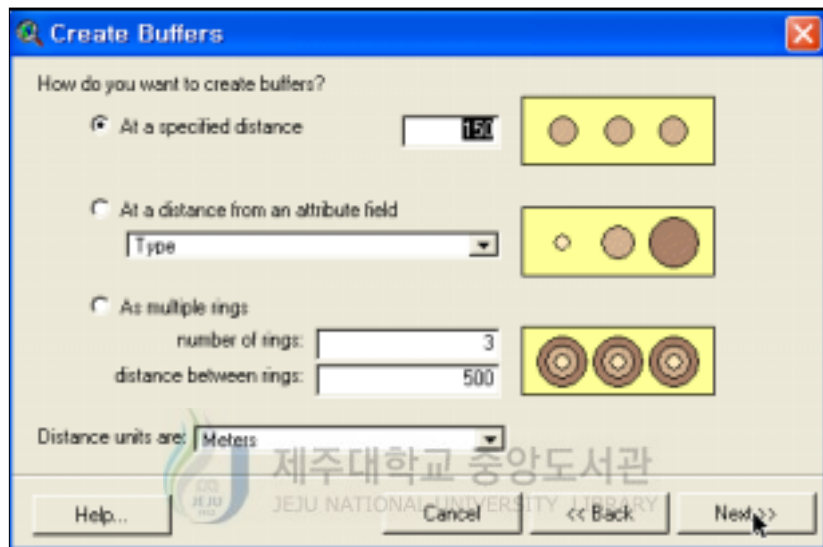 Create Buffers
How do you want to create buffers?
At a specified distance 150
At a distance from an attribute field
Type
As multiple rings
number of rings: 3
distance between rings: 500
Distance units are: Meters
제주대학교 중앙도서관
JEJU NATIONAL UNIVERSITY LIBRARY
JEJU
Help... Cancel << Back Next >>